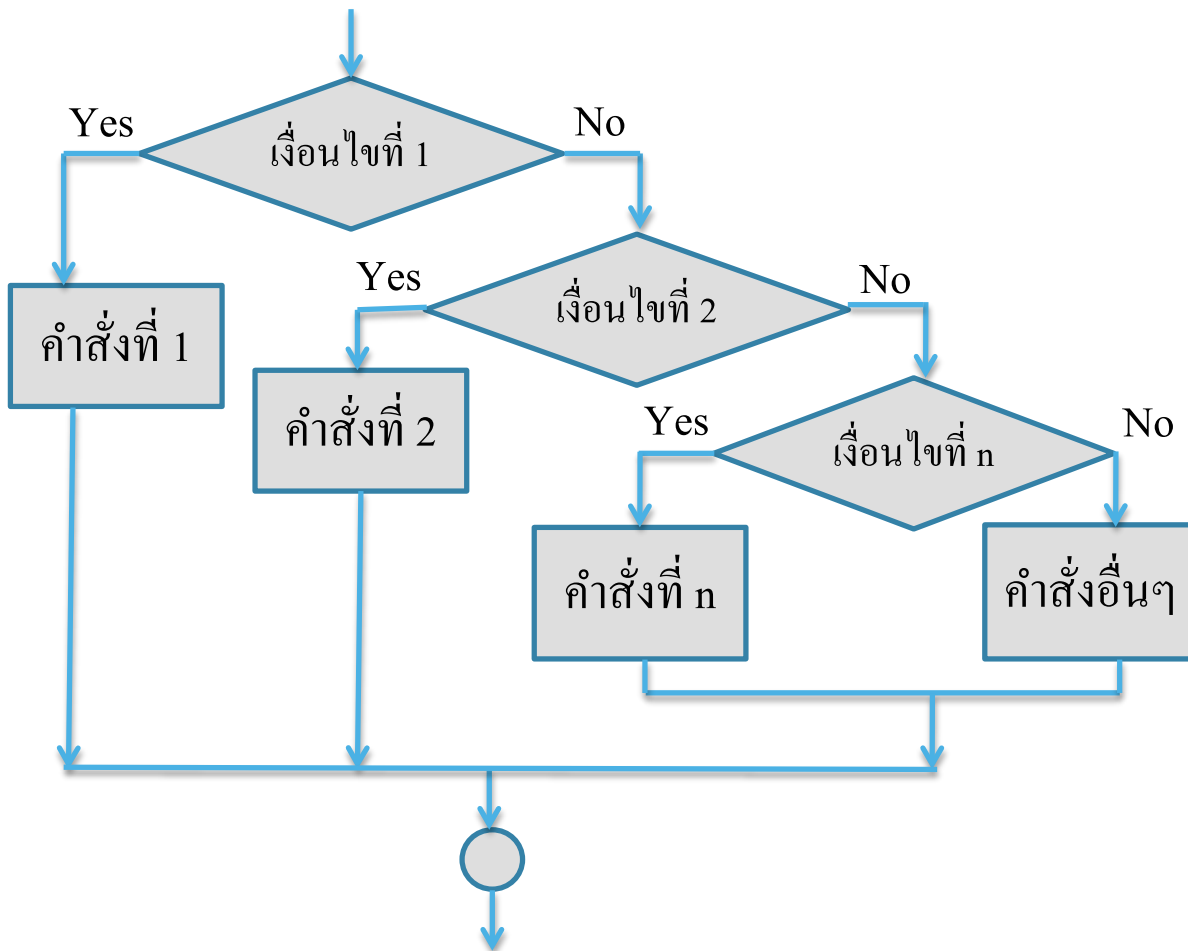 Yes
เงื่อนไขที่ 1
No
คำสั่งที่ 1
Yes
เงื่อนไขที่ 2
No
คำสั่งที่ 2
Yes
เงื่อนไขที่ n
No
คำสั่งที่ n
คำสั่งอื่นๆ